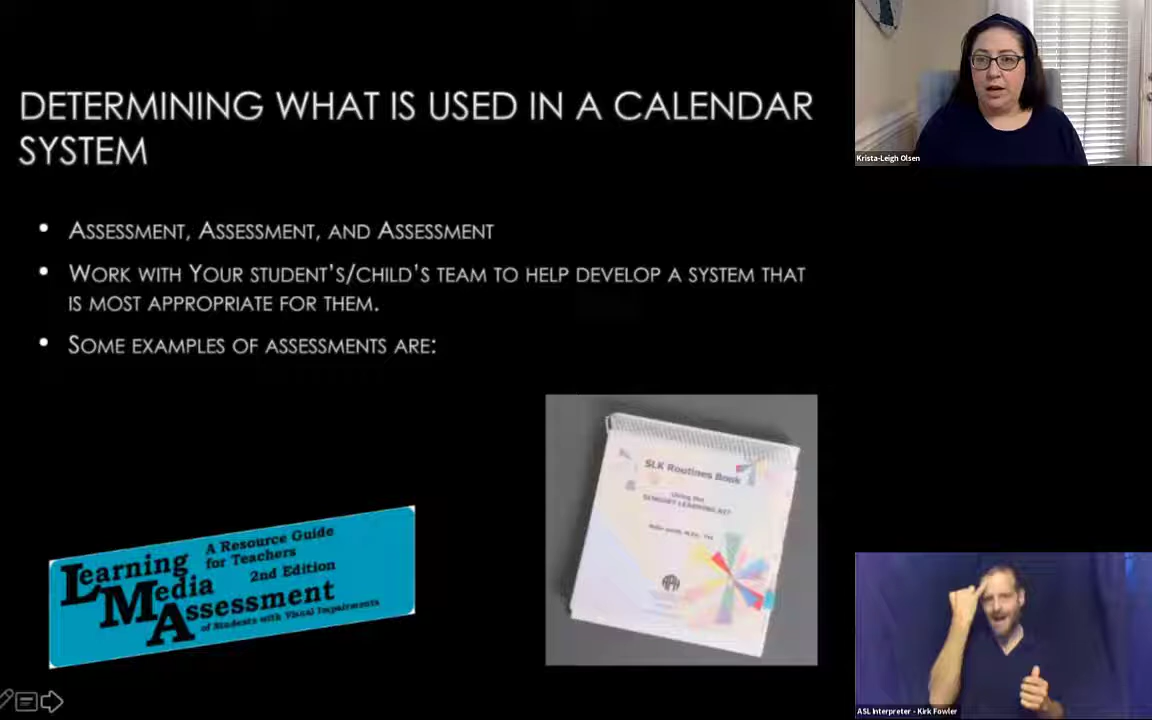 DETERMINING WHAT IS USED IN A CALENDAR
SYSTEM
• ASSESSMENT, ASSESSMENT, AND ASSESSMENT
• WORK WITH YOUR STUDENT'S/CHILD'S TEAM TO HELP DEVELOP A SYSTEM THAT
IS MOST APPROPRIATE FOR THEM.
• SOME EXAMPLES OF ASSESSMENTS ARE:
Learning
Media
Assessment
A Resource Guide
for Teachers
2nd Edition
of Students with Visual Impairments
SLK Routines Book
Using the
SENSORY LEARNING KIT
Krista-Leigh Olsen
ASL Interpreter - Kirk Fowler